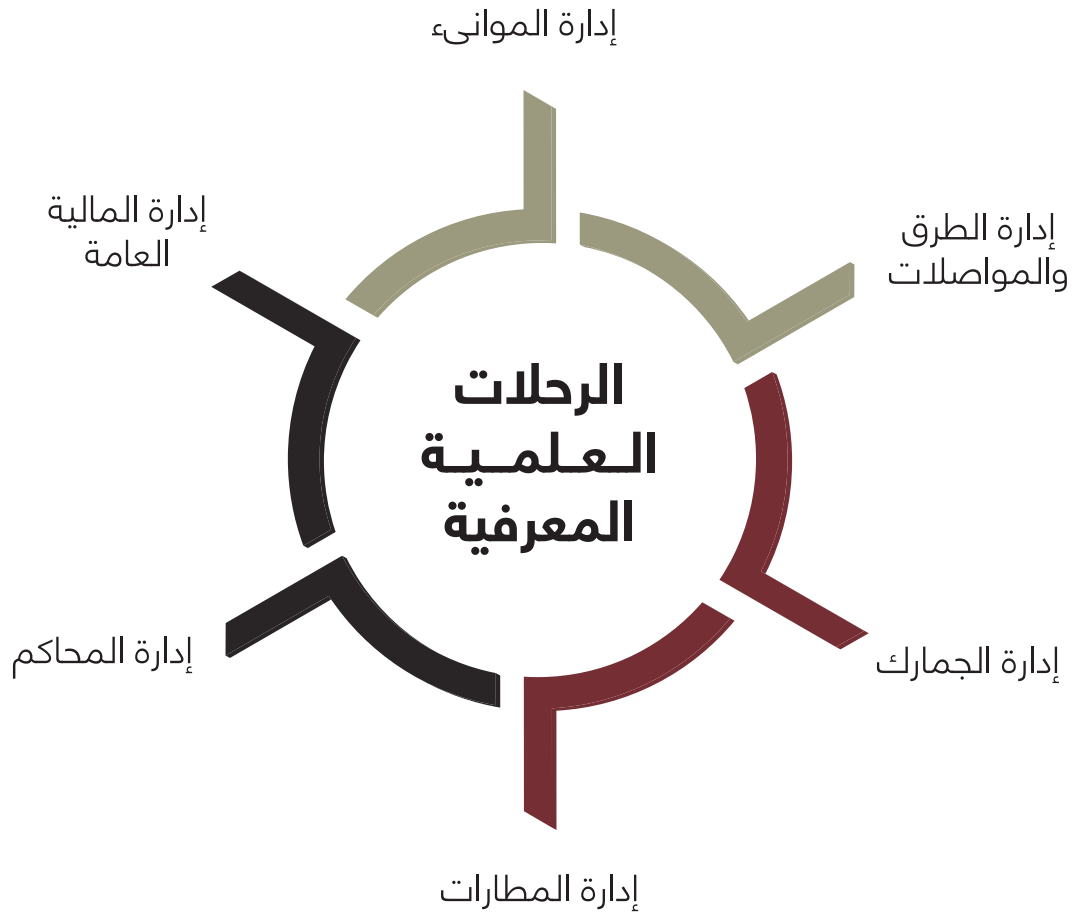 إدارة الموانىء
إدارة الطرق
والمواصلات
إدارة المالية
العامة
الرحلات
الـعـلـمـيـة
المعرفية
إدارة الجمارك
إدارة المحاكم
إدارة المطارات